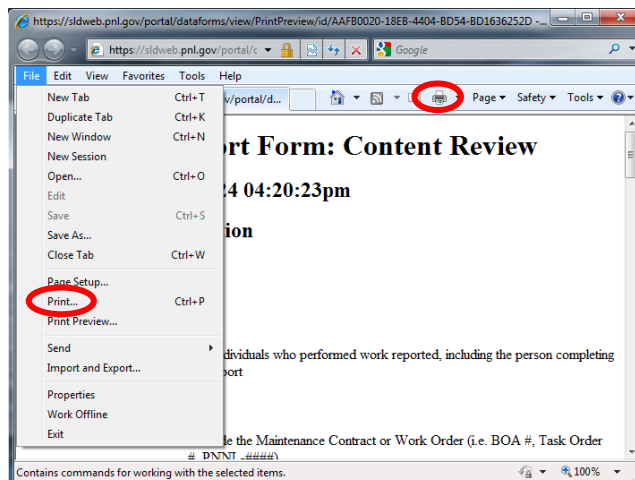 https://sldweb.pnl.gov/portal/dataforms/view/PrintPreview/id/AAFB0020-18EB-4404-BD54-BD1636252D -...
https://sldweb.pnl.gov/portal/c
Google
File Edit View Favorites Tools Help
v/portal/d...
Page Safety Tools
New Tab Ctrl+T
Duplicate Tab Ctrl+K
New Window Ctrl+N
New Session
Open... Ctrl+O
Edit
Save Ctrl+S
Save As...
Close Tab Ctrl+W
Page Setup...
Print... Ctrl+P
Print Preview...
Send
Import and Export...
Properties
Work Offline
Exit
ort Form: Content Review
24 04:20:23pm
ion
dividuals who performed work reported, including the person completing
port
de the Maintenance Contract or Work Order (i.e. BOA #, Task Order
#, PNNL-####)
Contains commands for working with the selected items.
100%